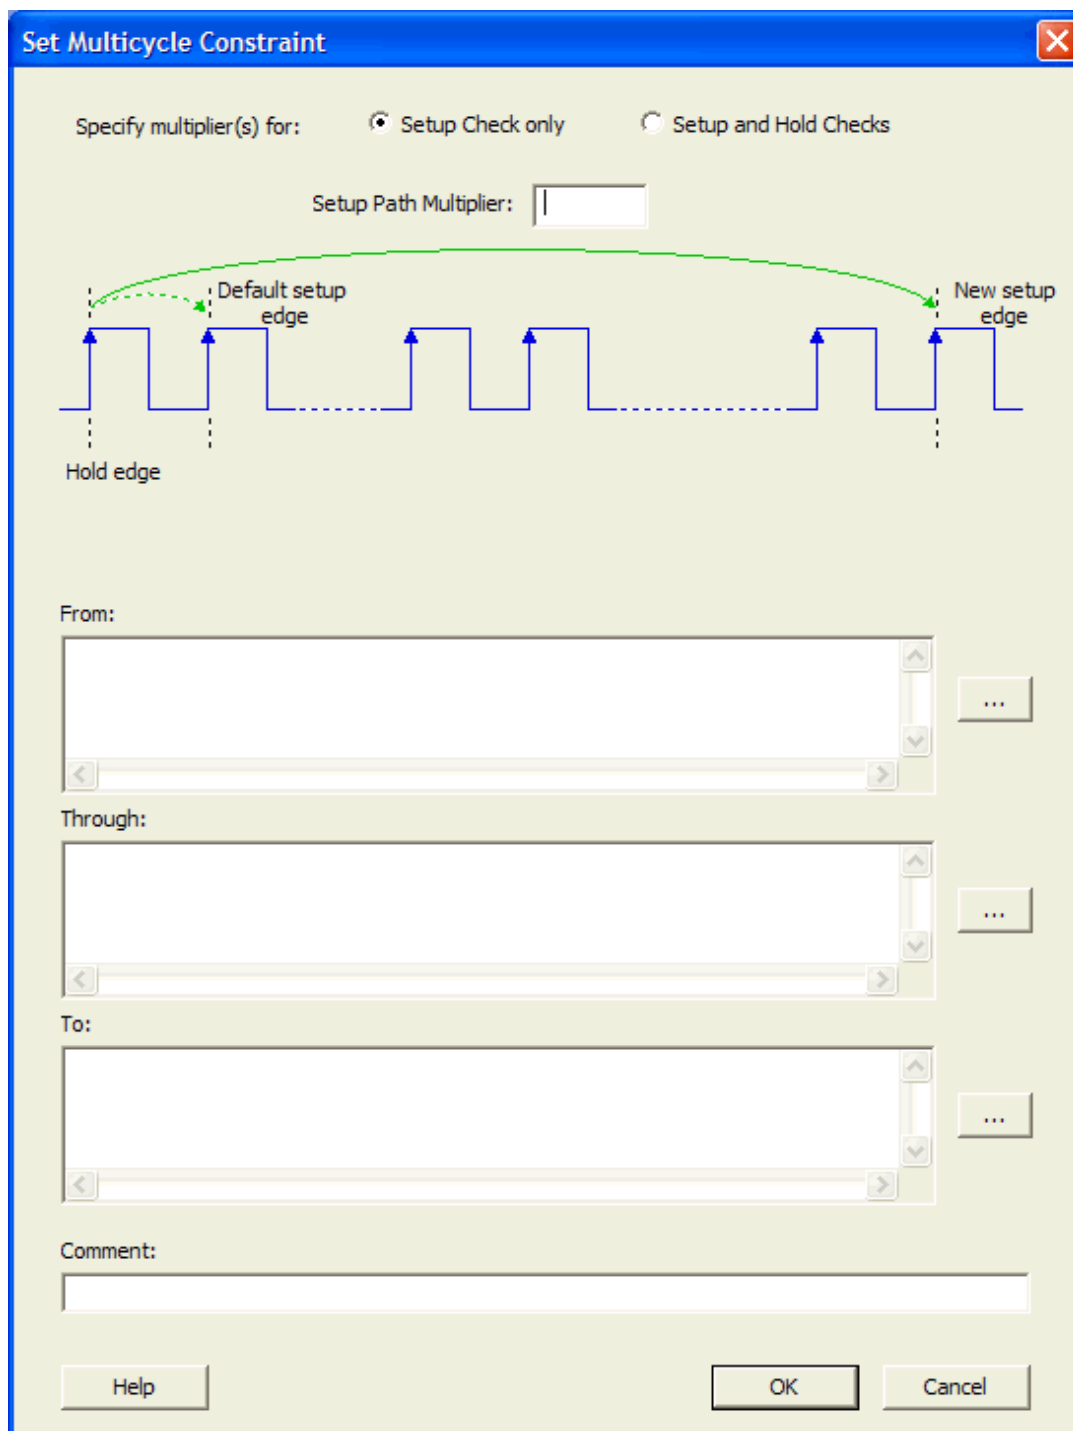 Set Multicycle Constraint
Specify multiplier(s) for: Setup Check only Setup and Hold Checks
Setup Path Multiplier:
Default setup
edge
New setup
edge
Hold edge
From:
...
Through:
...
To:
...
Comment:
Help OK Cancel